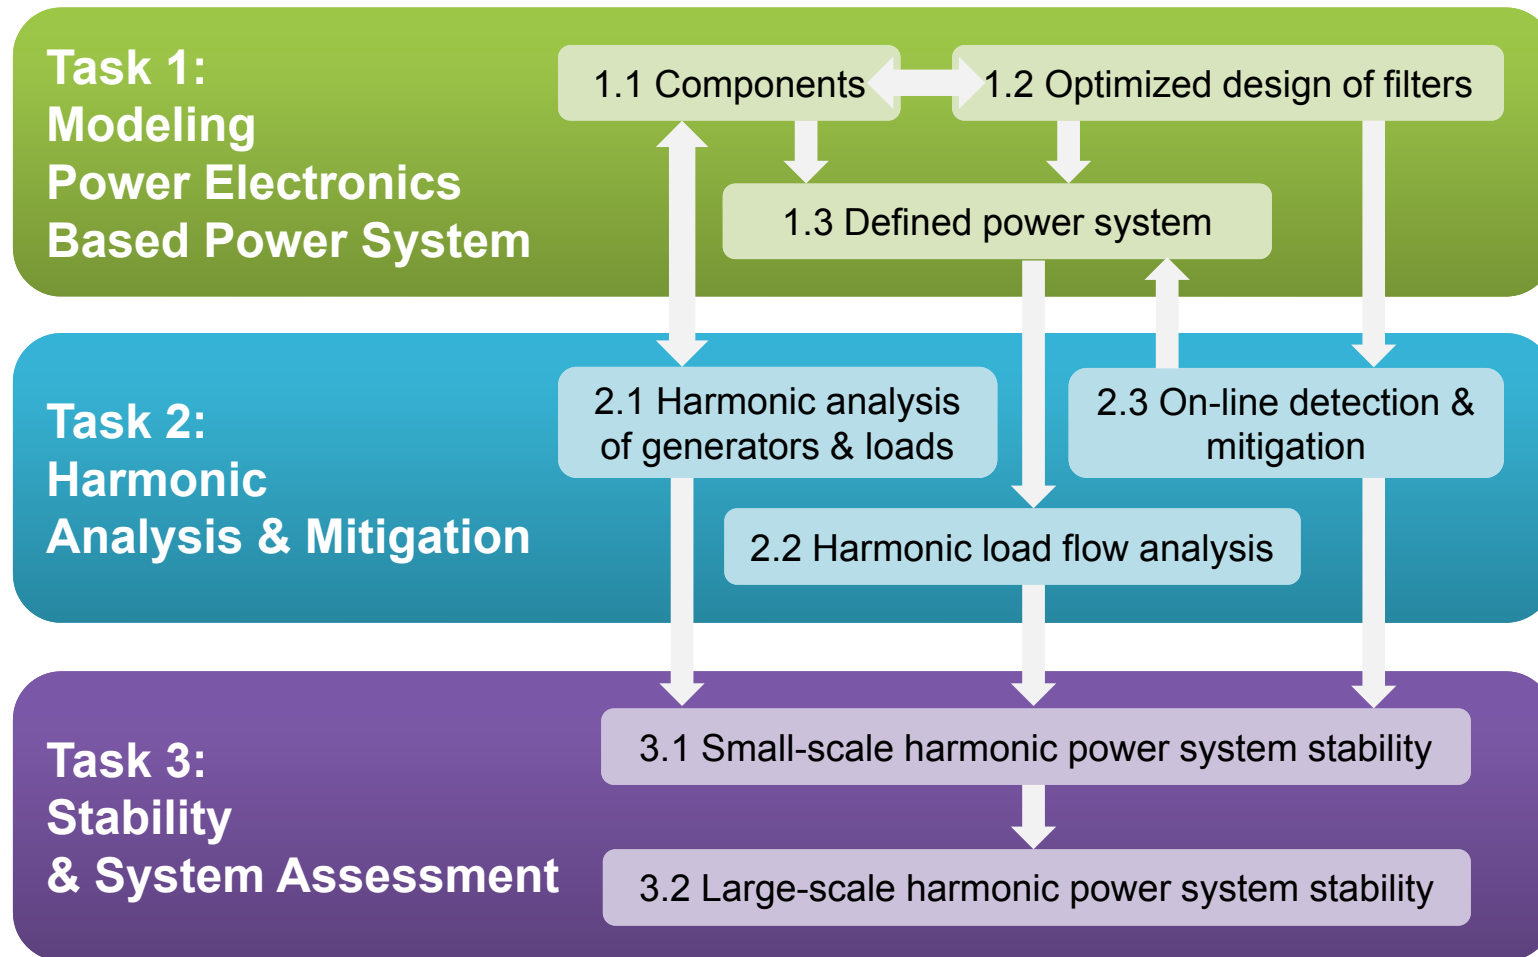 Task 1:
Modeling
Power Electronics
Based Power System
1.1 Components
1.2 Optimized design of filters
1.3 Defined power system
Task 2:
Harmonic
Analysis & Mitigation
2.1 Harmonic analysis
of generators & loads
2.3 On-line detection &
mitigation
2.2 Harmonic load flow analysis
Task 3:
Stability
& System Assessment
3.1 Small-scale harmonic power system stability
3.2 Large-scale harmonic power system stability